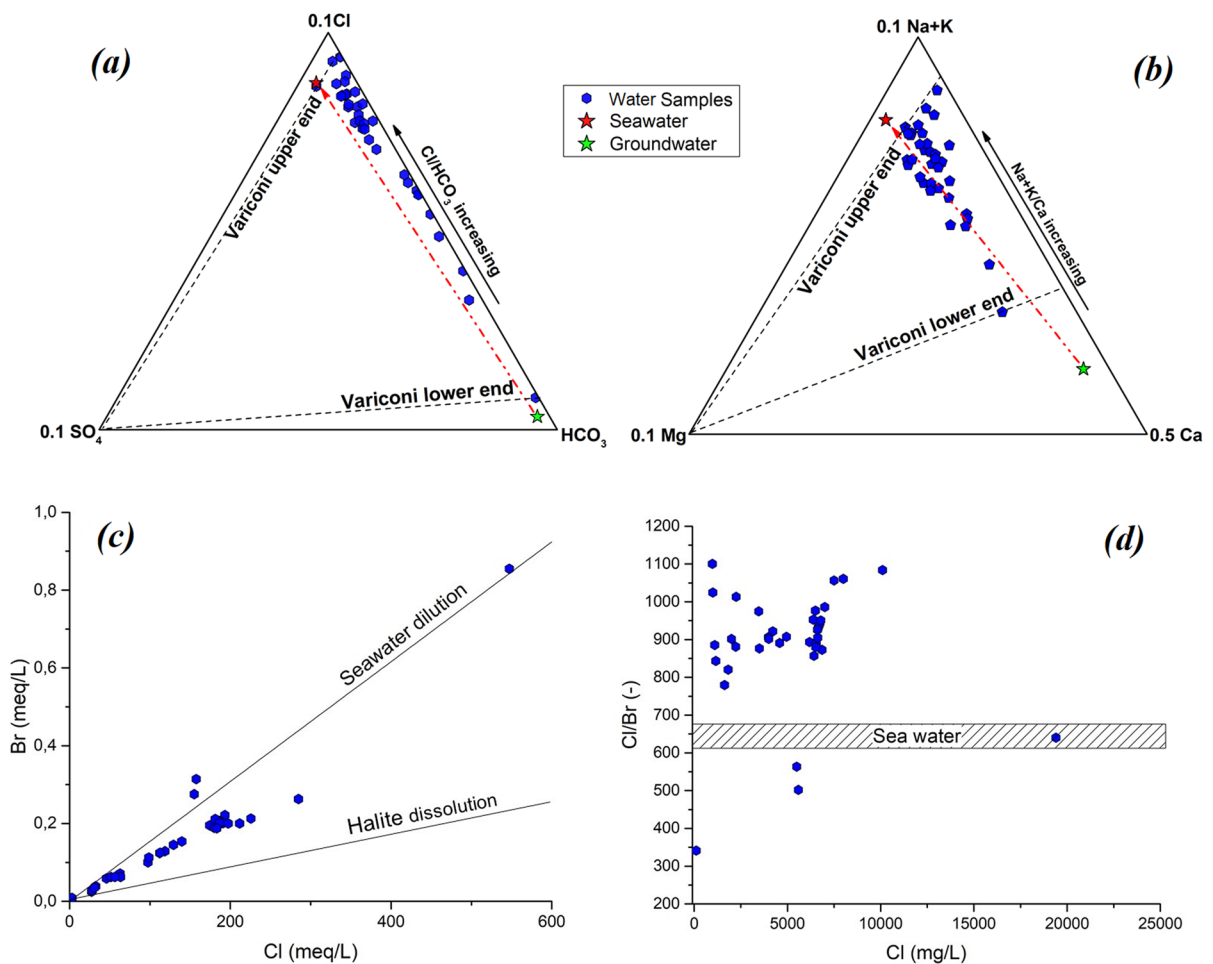 (a)
0.1Cl
Variconi upper end
Cl/HCO3 increasing
Variconi lower end
0.1 SO4
HCO3
Water Samples
Seawater
Groundwater
(b)
0.1 Na+K
Variconi upper end
Na+K/Ca increasing
Variconi lower end
0.1 Mg
0.5 Ca
(c)
1,0
0,8
0,6
0,4
0,2
0,0
Br (meq/L)
Seawater dilution
Halite dissolution
0
200
400
600
Cl (meq/L)
(d)
1200
1100
1000
900
800
700
600
500
400
300
200
Cl/Br (-)
Sea water
0
5000
10000
15000
20000
25000
Cl (mg/L)